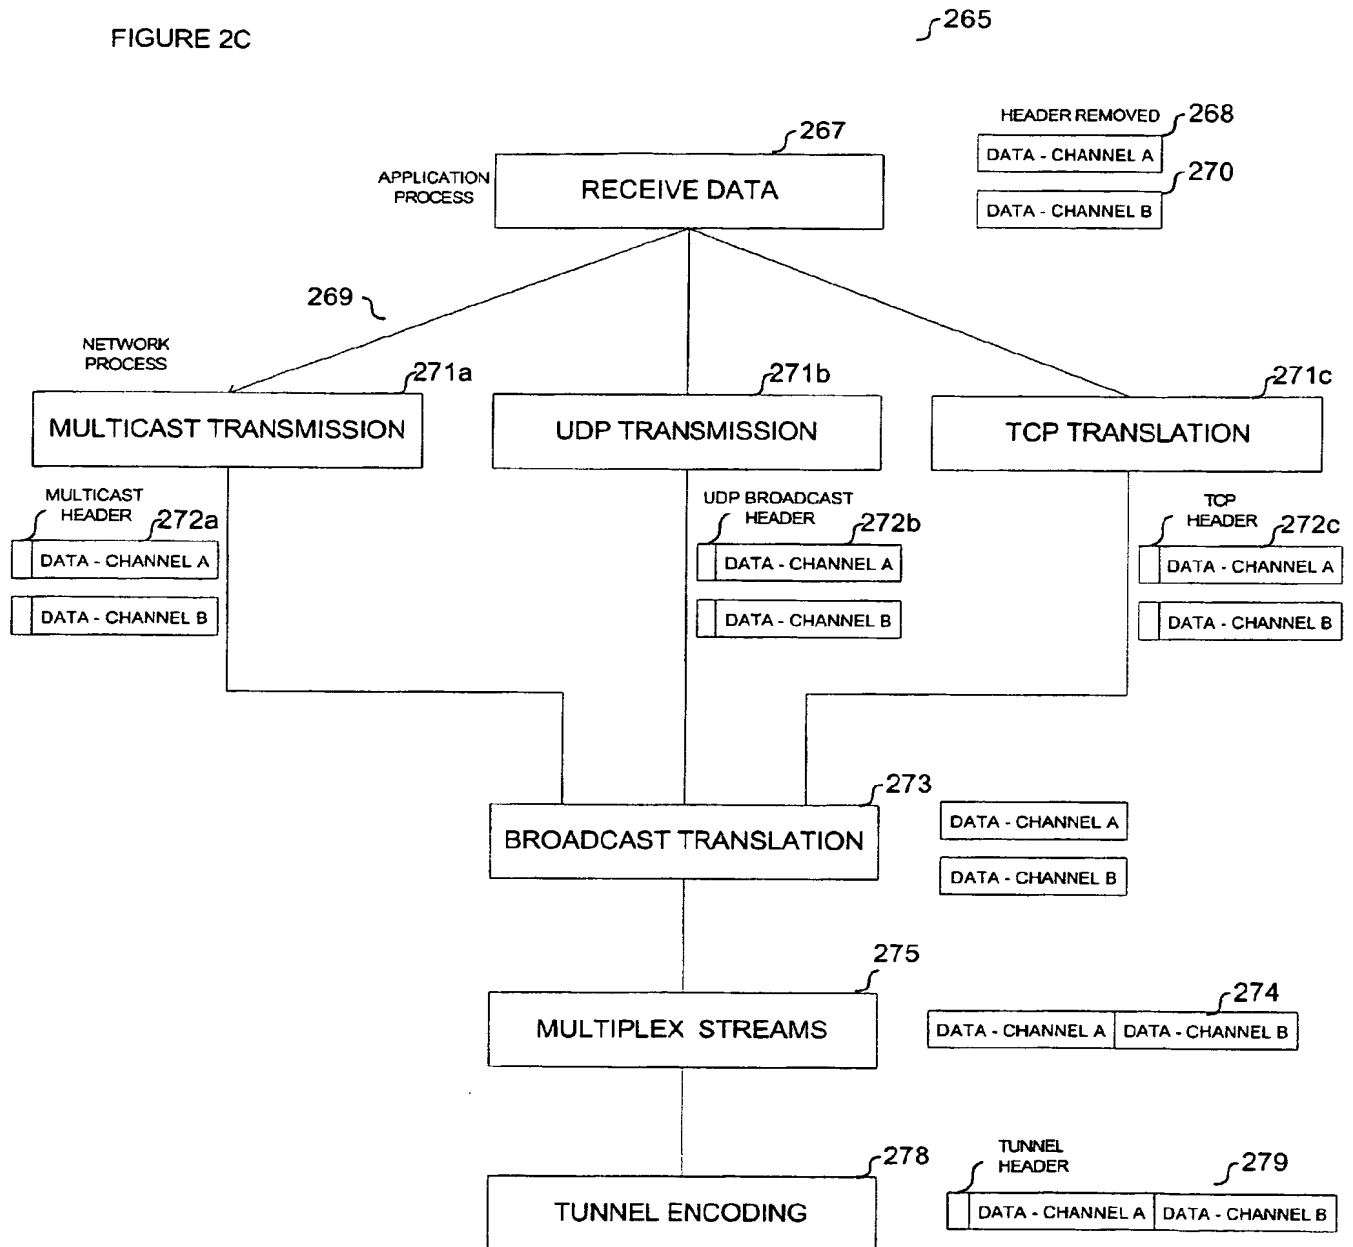 FIGURE 2C
265
HEADER REMOVED
268
267
DATA - CHANNEL A
APPLICATION
PROCESS
RECEIVE DATA
270
DATA - CHANNEL B
269
NETWORK
PROCESS
271a
271b
271c
MULTICAST TRANSMISSION
UDP TRANSMISSION
TCP TRANSLATION
MULTICAST
HEADER
272a
DATA - CHANNEL A
DATA - CHANNEL B
UDP BROADCAST
HEADER
272b
DATA - CHANNEL A
DATA - CHANNEL B
TCP
HEADER
272c
DATA - CHANNEL A
DATA - CHANNEL B
273
BROADCAST TRANSLATION
DATA - CHANNEL A
DATA - CHANNEL B
275
MULTIPLEX STREAMS
274
DATA - CHANNEL A
DATA - CHANNEL B
278
TUNNEL ENCODING
TUNNEL
HEADER
279
DATA - CHANNEL A
DATA - CHANNEL B